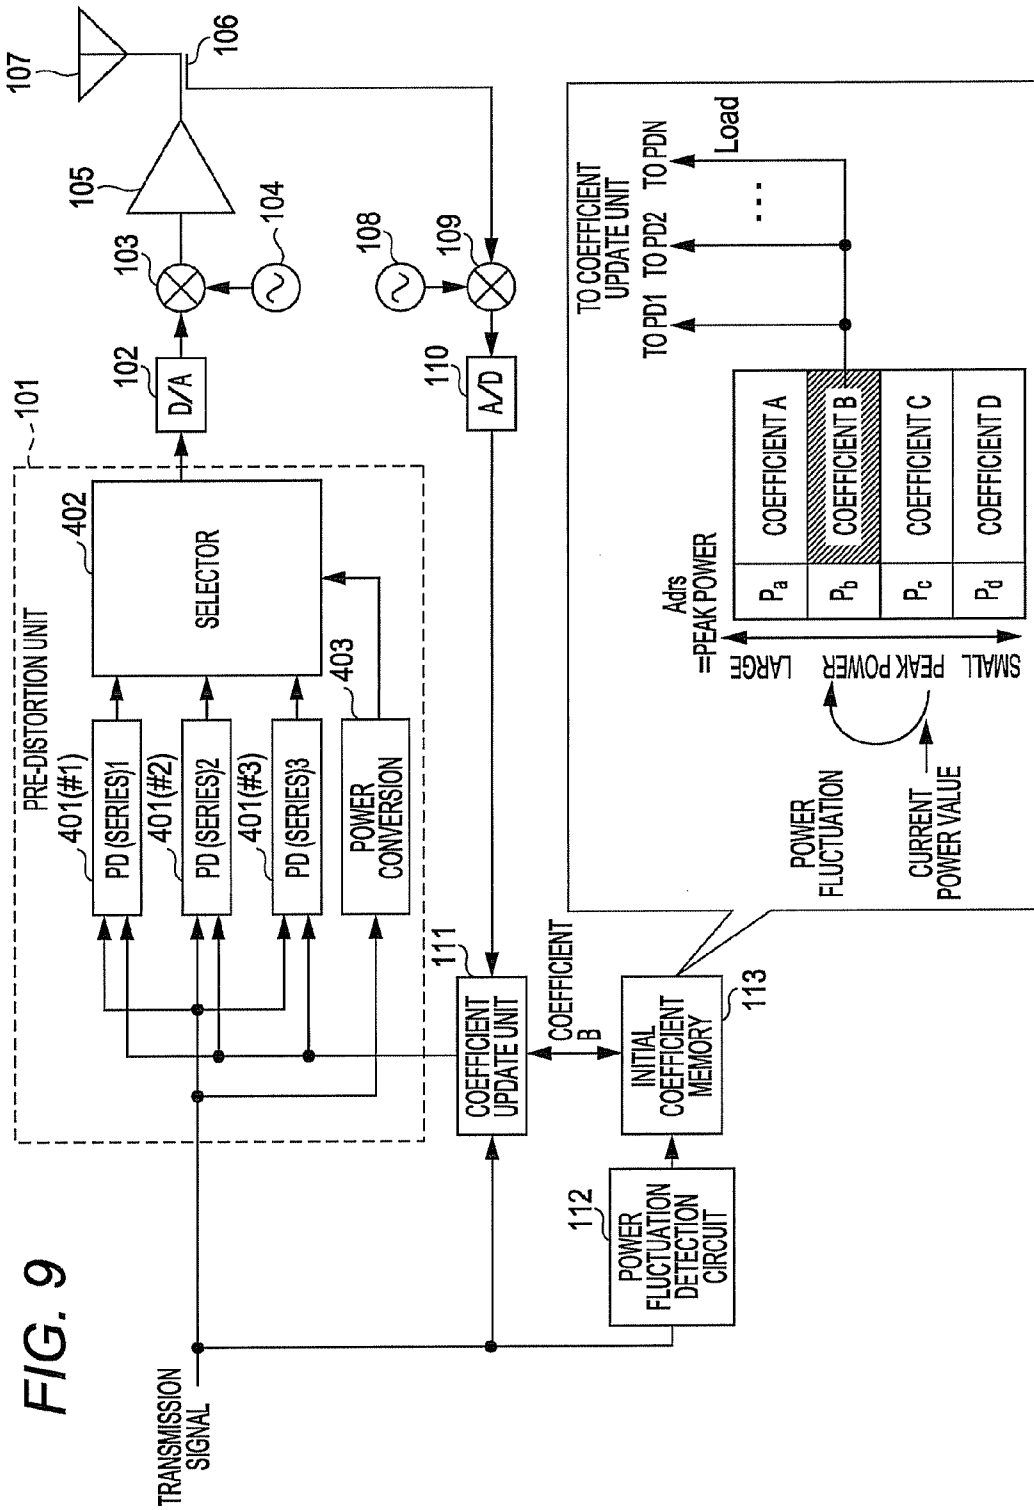 FIG. 9
TRANSMISSION
SIGNAL
PRE-DISTORTION UNIT
101
401(#1)
PD (SERIES)1
401(#2)
PD (SERIES)2
401(#3)
PD (SERIES)3
403
POWER
CONVERSION
402
SELECTOR
102
D/A
103
104
105
106
107
108
109
110
A/D
111
COEFFICIENT
UPDATE UNIT
COEFFICIENT
B
112
POWER
FLUCTUATION
DETECTION
CIRCUIT
INITIAL
COEFFICIENT
MEMORY
113
POWER
FLUCTUATION
CURRENT
POWER VALUE
Adrs
=PEAK POWER
LARGE
PEAK POWER
SMALL
Pa
COEFFICIENT A
Pb
COEFFICIENT B
Pc
COEFFICIENT C
Pd
COEFFICIENT D
TO COEFFICIENT
UPDATE UNIT
TO PD1
TO PD2
...
TO PDN
Load